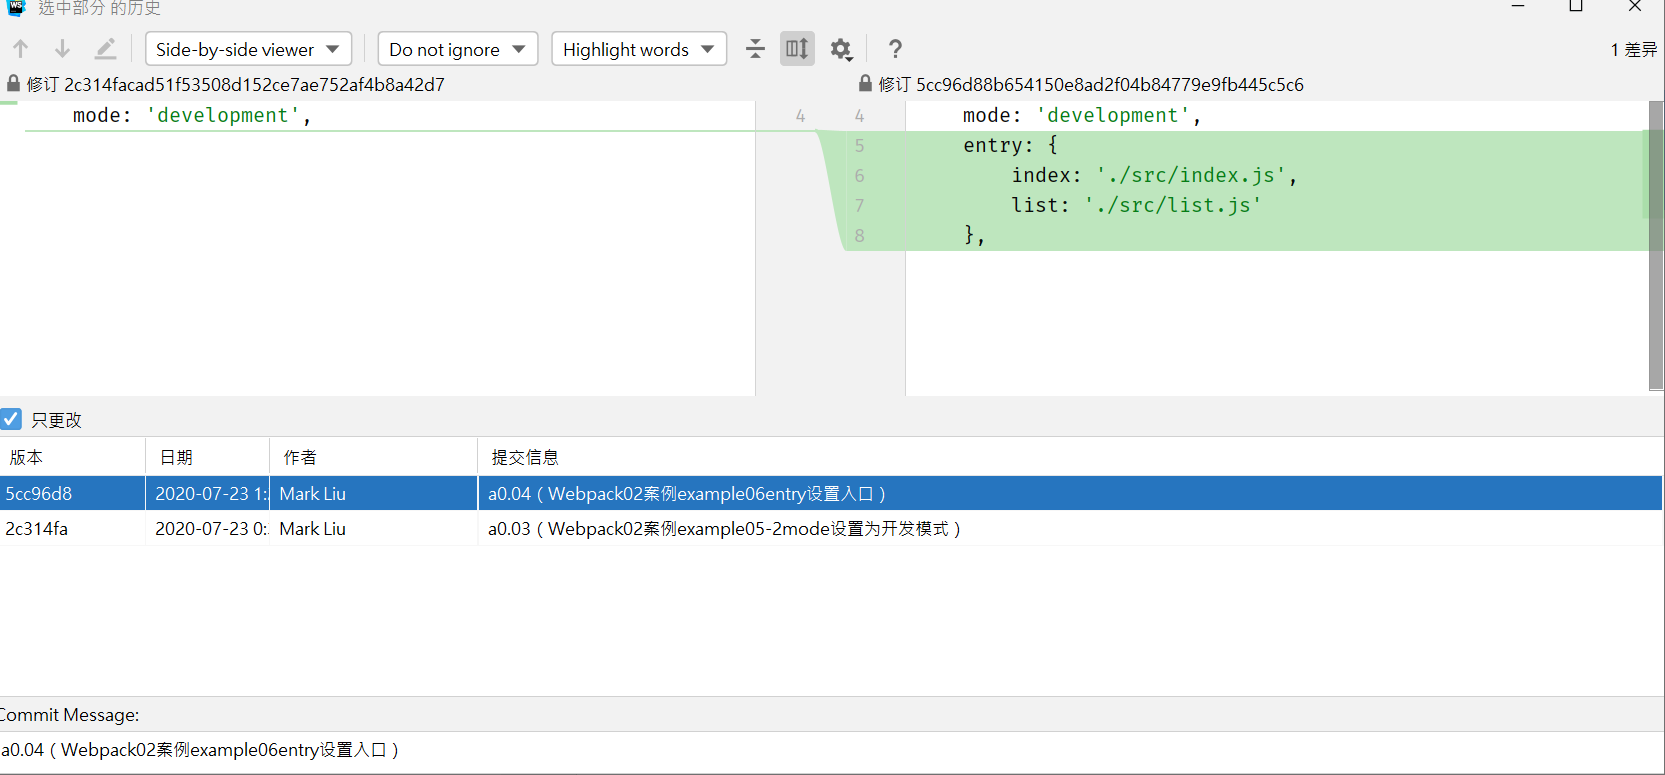 WS 选中部分 的历史
Side-by-side viewer Do not ignore Highlight words ? 1 差异
修订 2c314facad51f53508d152ce7ae752af4b8a42d7 修订 5cc96d88b654150e8ad2f04b84779e9fb445c5c6
mode: 'development', 4 4 mode: 'development',
5 entry: {
6 index: './src/index.js',
7 list: './src/list.js'
8 },
只更改
版本 日期 作者 提交信息
5cc96d8 2020-07-23 1: Mark Liu a0.04（Webpack02案例example06entry设置入口）
2c314fa 2020-07-23 0: Mark Liu a0.03（Webpack02案例example05-2mode设置为开发模式）
Commit Message:
a0.04（Webpack02案例example06entry设置入口）